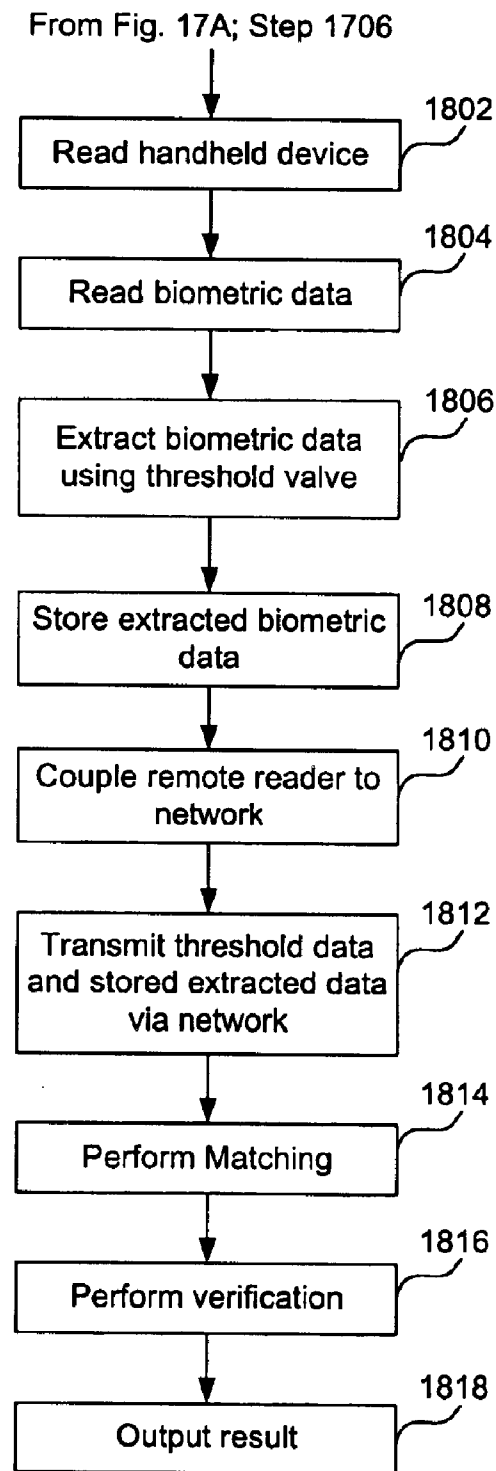 From Fig. 17A; Step 1706
1802
Read handheld device
1804
Read biometric data
1806
Extract biometric data
using threshold valve
1808
Store extracted biometric
data
1810
Couple remote reader to
network
1812
Transmit threshold data
and stored extracted data
via network
1814
Perform Matching
1816
Perform verification
1818
Output result